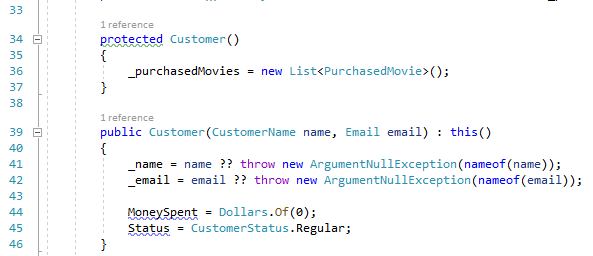 33
1 reference
34 protected Customer()
35 {
36 _purchasedMovies = new List<PurchasedMovie>();
37 }
38
1 reference
39 public Customer(CustomerName name, Email email) : this()
40 {
41 _name = name ?? throw new ArgumentNullException(nameof(name));
42 _email = email ?? throw new ArgumentNullException(nameof(email));
43
44 MoneySpent = Dollars.Of(0);
45 Status = CustomerStatus.Regular;
46 }